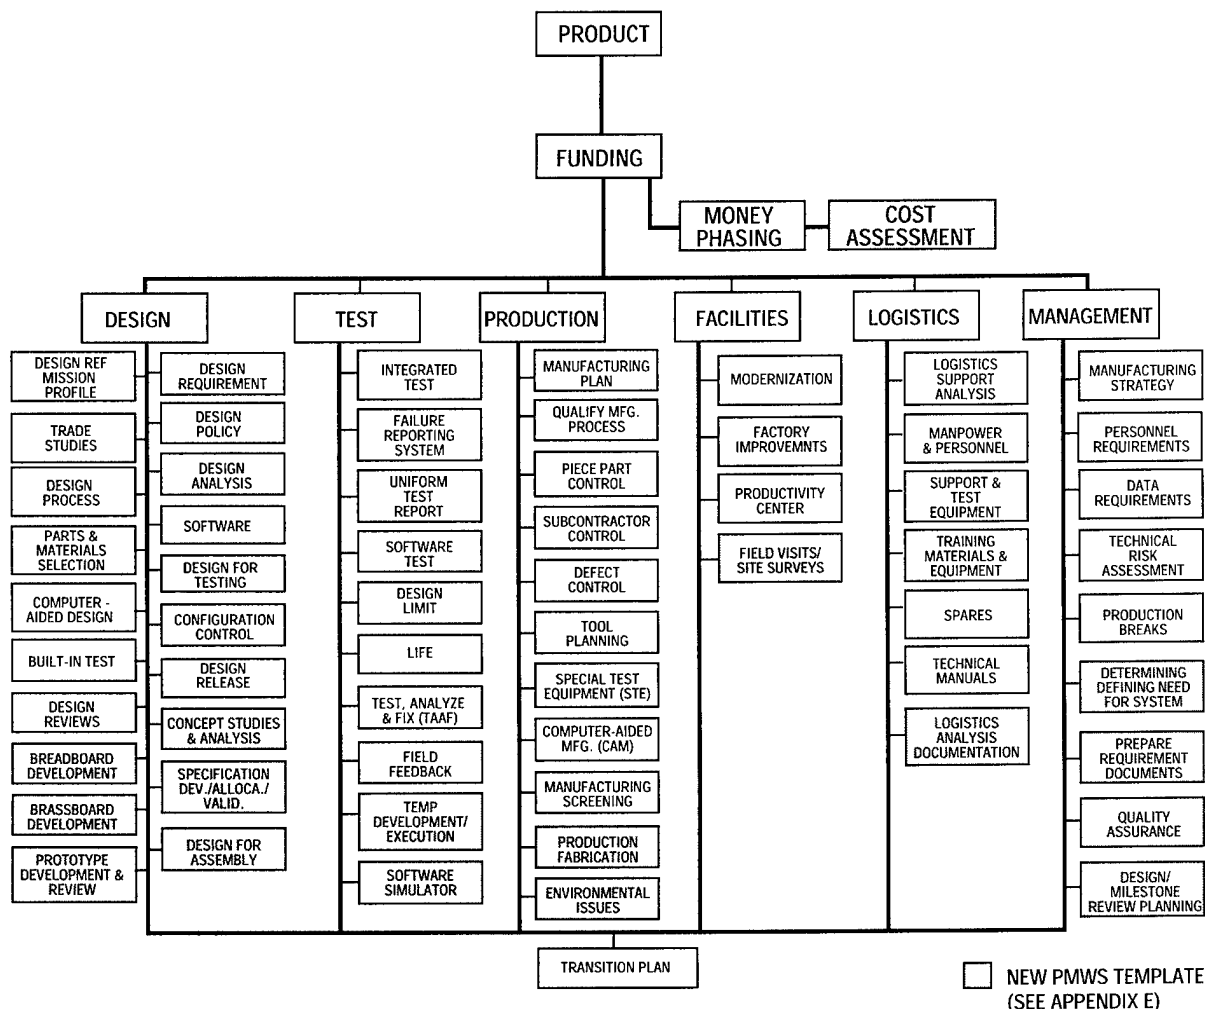 PRODUCT
FUNDING
MONEY
PHASING
COST
ASSESSMENT
DESIGN
TEST
PRODUCTION
FACILITIES
LOGISTICS
MANAGEMENT
DESIGN REF
MISSION
PROFILE
TRADE
STUDIES
DESIGN
PROCESS
PARTS &
MATERIALS
SELECTION
COMPUTER -
AIDED DESIGN
BUILT-IN TEST
DESIGN
REVIEWS
BREADBOARD
DEVELOPMENT
BRASSBOARD
DEVELOPMENT
PROTOTYPE
DEVELOPMENT &
REVIEW
DESIGN
REQUIREMENT
DESIGN
POLICY
DESIGN
ANALYSIS
SOFTWARE
DESIGN FOR
TESTING
CONFIGURATION
CONTROL
DESIGN
RELEASE
CONCEPT STUDIES
& ANALYSIS
SPECIFICATION
DEV./ALLOCA./
VALID.
DESIGN FOR
ASSEMBLY
INTEGRATED
TEST
FAILURE
REPORTING
SYSTEM
UNIFORM
TEST
REPORT
SOFTWARE
TEST
DESIGN
LIMIT
LIFE
TEST, ANALYZE
& FIX (TAAF)
FIELD
FEEDBACK
TEMP
DEVELOPMENT/
EXECUTION
SOFTWARE
SIMULATOR
MANUFACTURING
PLAN
QUALIFY MFG.
PROCESS
PIECE PART
CONTROL
SUBCONTRACTOR
CONTROL
DEFECT
CONTROL
TOOL
PLANNING
SPECIAL TEST
EQUIPMENT (STE)
COMPUTER-AIDED
MFG. (CAM)
MANUFACTURING
SCREENING
PRODUCTION
FABRICATION
ENVIRONMENTAL
ISSUES
MODERNIZATION
FACTORY
IMPROVEMNTS
PRODUCTIVITY
CENTER
FIELD VISITS/
SITE SURVEYS
LOGISTICS
SUPPORT
ANALYSIS
MANPOWER
& PERSONNEL
SUPPORT &
TEST
EQUIPMENT
TRAINING
MATERIALS &
EQUIPMENT
SPARES
TECHNICAL
MANUALS
LOGISTICS
ANALYSIS
DOCUMENTATION
MANUFACTURING
STRATEGY
PERSONNEL
REQUIREMENTS
DATA
REQUIREMENTS
TECHNICAL
RISK
ASSESSMENT
PRODUCTION
BREAKS
DETERMINING
DEFINING NEED
FOR SYSTEM
PREPARE
REQUIREMENT
DOCUMENTS
QUALITY
ASSURANCE
DESIGN/
MILESTONE
REVIEW PLANNING
TRANSITION PLAN
NEW PMWS TEMPLATE
(SEE APPENDIX E)